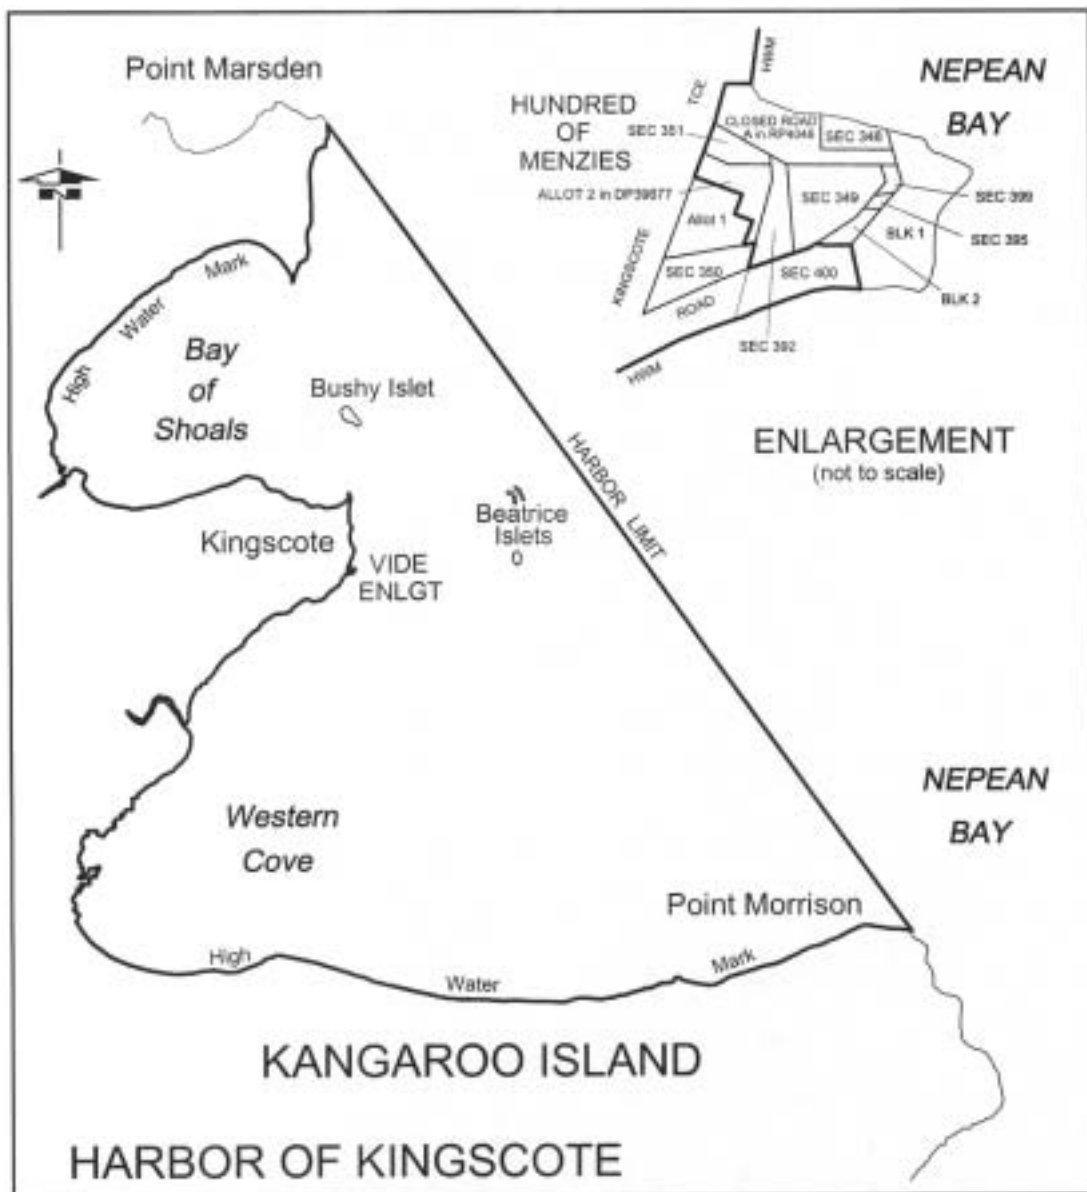 Point Marsden
High Water Mark
Bay
of
Shoals
Bushy Islet
Beatrice
Islets
HARBOR LIMIT
Kingscote
VIDE
ENLGT
Western
Cove
Point Morrison
High Water Mark
NEPEAN
BAY
KANGAROO ISLAND
HARBOR OF KINGSCOTE
HUNDRED
OF
MENZIES
NEPEAN
BAY
HWM
TCE
KINGSCOTE
SEC 351
CLOSED ROAD
A in RP4046
SEC 348
ALLOT 2 in DP39877
Allot 1
SEC 349
SEC 399
SEC 395
BLK 1
BLK 2
SEC 350
SEC 400
ROAD
SEC 392
HWM
ENLARGEMENT
(not to scale)